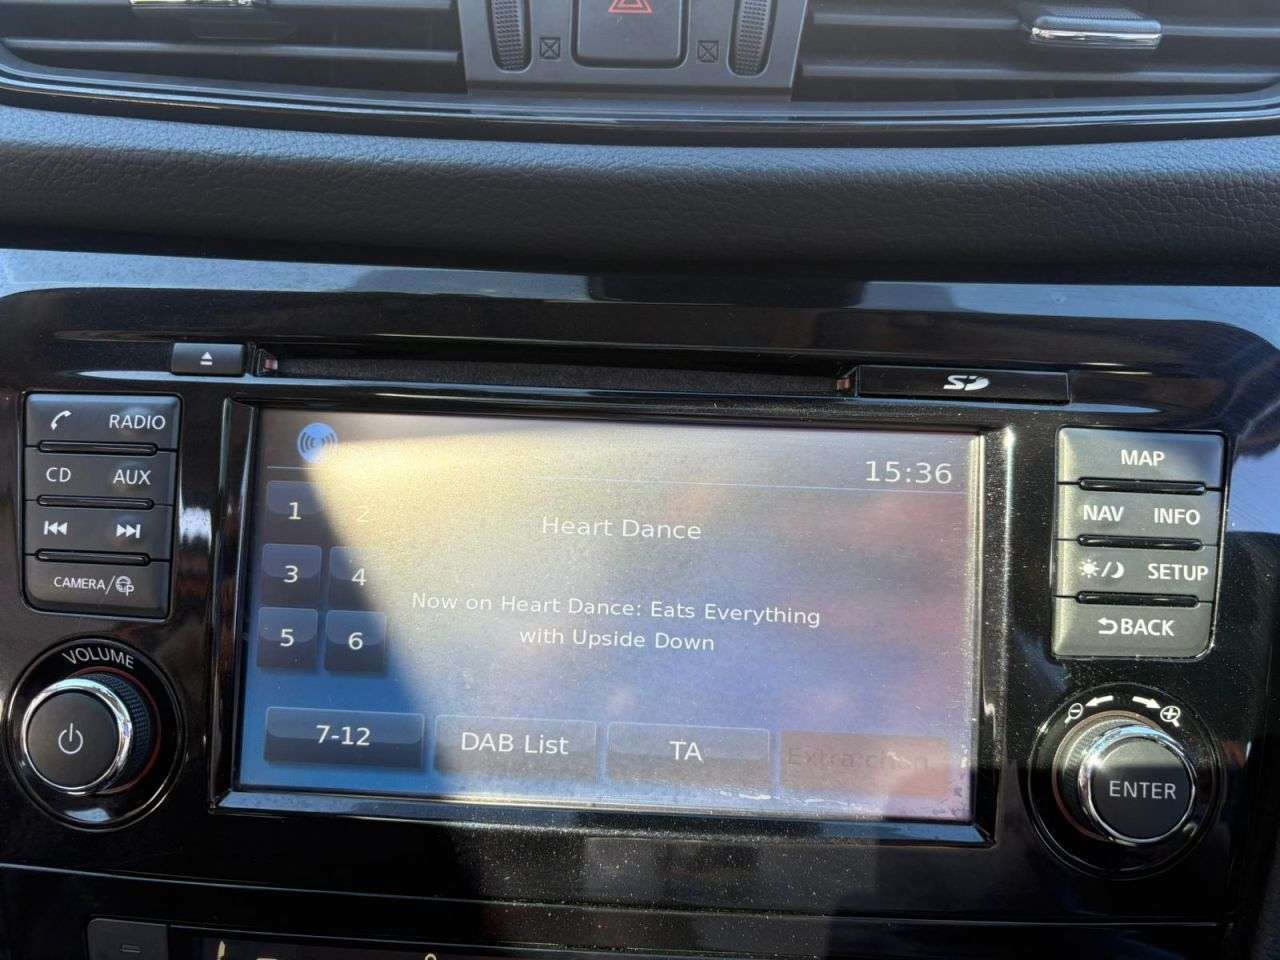 RADIO
CD AUX
CAMERA/
VOLUME
SD
15:36
1 2
3 4
5 6
Heart Dance
Now on Heart Dance: Eats Everything
with Upside Down
7-12 DAB List TA
MAP
NAV INFO
SETUP
BACK
ENTER